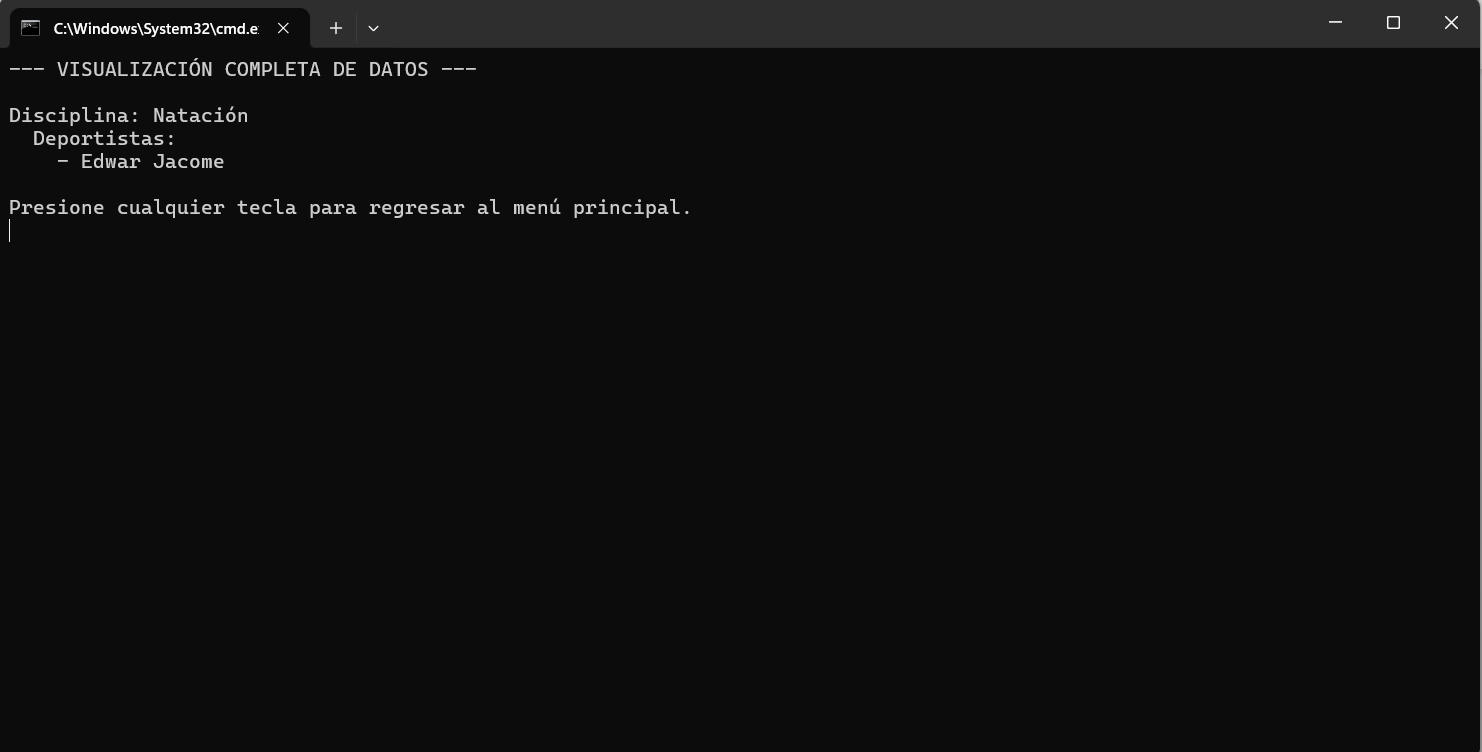 C:\Windows\System32\cmd.e
--- VISUALIZACIÓN COMPLETA DE DATOS ---
Disciplina: Natación
Deportistas:
- Edwar Jacome
Presione cualquier tecla para regresar al menú principal.